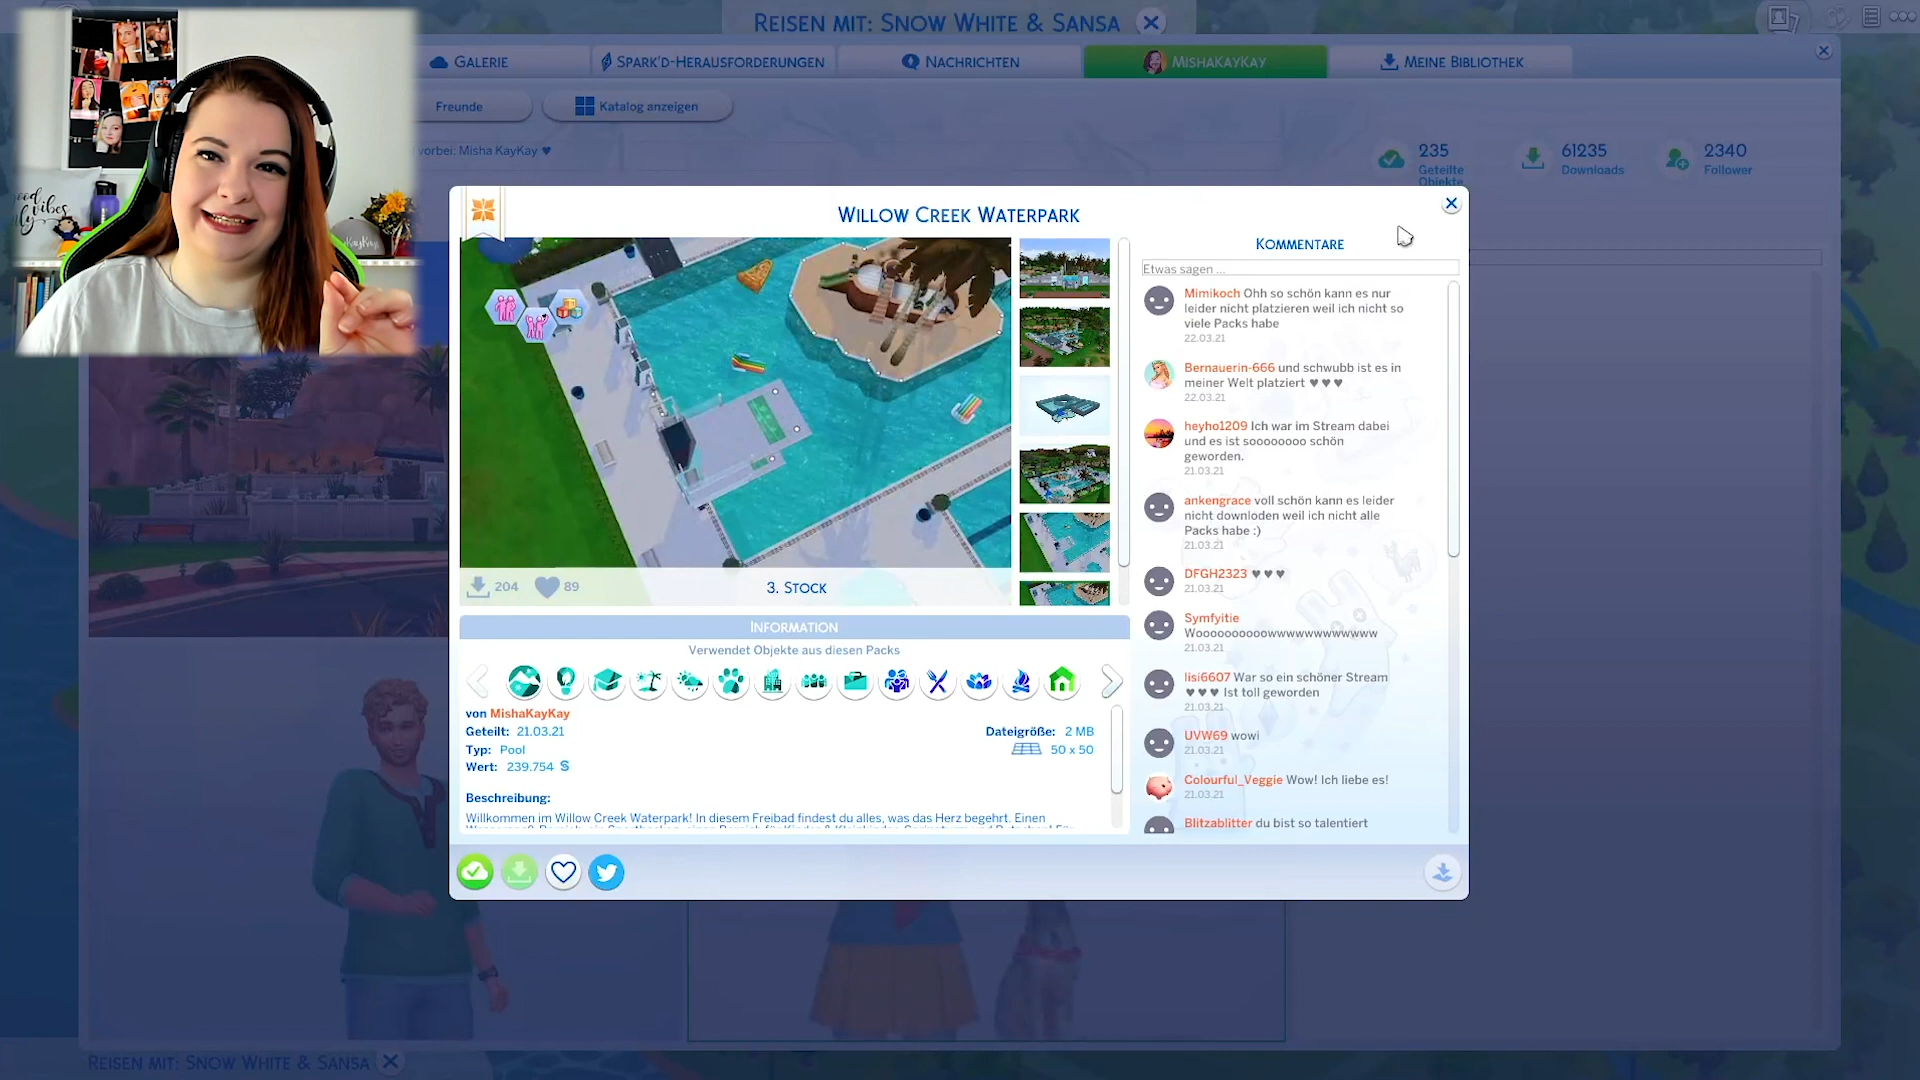 REISEN MIT: SNOW WHITE & SANSA
GALERIE
SPARK'D-HERAUSFORDERUNGEN
NACHRICHTEN
MISHAKAYKAY
MEINE BIBLIOTHEK
Freunde
Katalog anzeigen
vorbei: Misha KayKay ♥
235
Geteilte
Objekte
61235
Downloads
2340
Follower
WILLOW CREEK WATERPARK
KOMMENTARE
Etwas sagen ...
Mimikoch Ohh so schön kann es nur
leider nicht platzieren weil ich nicht so
viele Packs habe
22.03.21
Bernauerin-666 und schwubb ist es in
meiner Welt platziert ♥♥♥
22.03.21
heyho1209 Ich war im Stream dabei
und es ist soooooooo schön
geworden.
21.03.21
ankengrace voll schön kann es leider
nicht downloden weil ich nicht alle
Packs habe :)
21.03.21
DFGH2323 ♥♥♥
21.03.21
Symfyitie
Woooooooooowwwwwwwwwwww
21.03.21
lisi6607 War so ein schöner Stream
♥♥♥ Ist toll geworden
21.03.21
UVW69 wowi
21.03.21
Colourful_Veggie Wow! Ich liebe es!
21.03.21
Blitzablitter du bist so talentiert
204
89
3. STOCK
INFORMATION
Verwendet Objekte aus diesen Packs
von MishaKayKay
Geteilt: 21.03.21
Dateigröße: 2 MB
Typ: Pool
50 x 50
Wert: 239.754 §
Beschreibung:
Willkommen im Willow Creek Waterpark! In diesem Freibad findest du alles, was das Herz begehrt. Einen
REISEN MIT: SNOW WHITE & SANSA